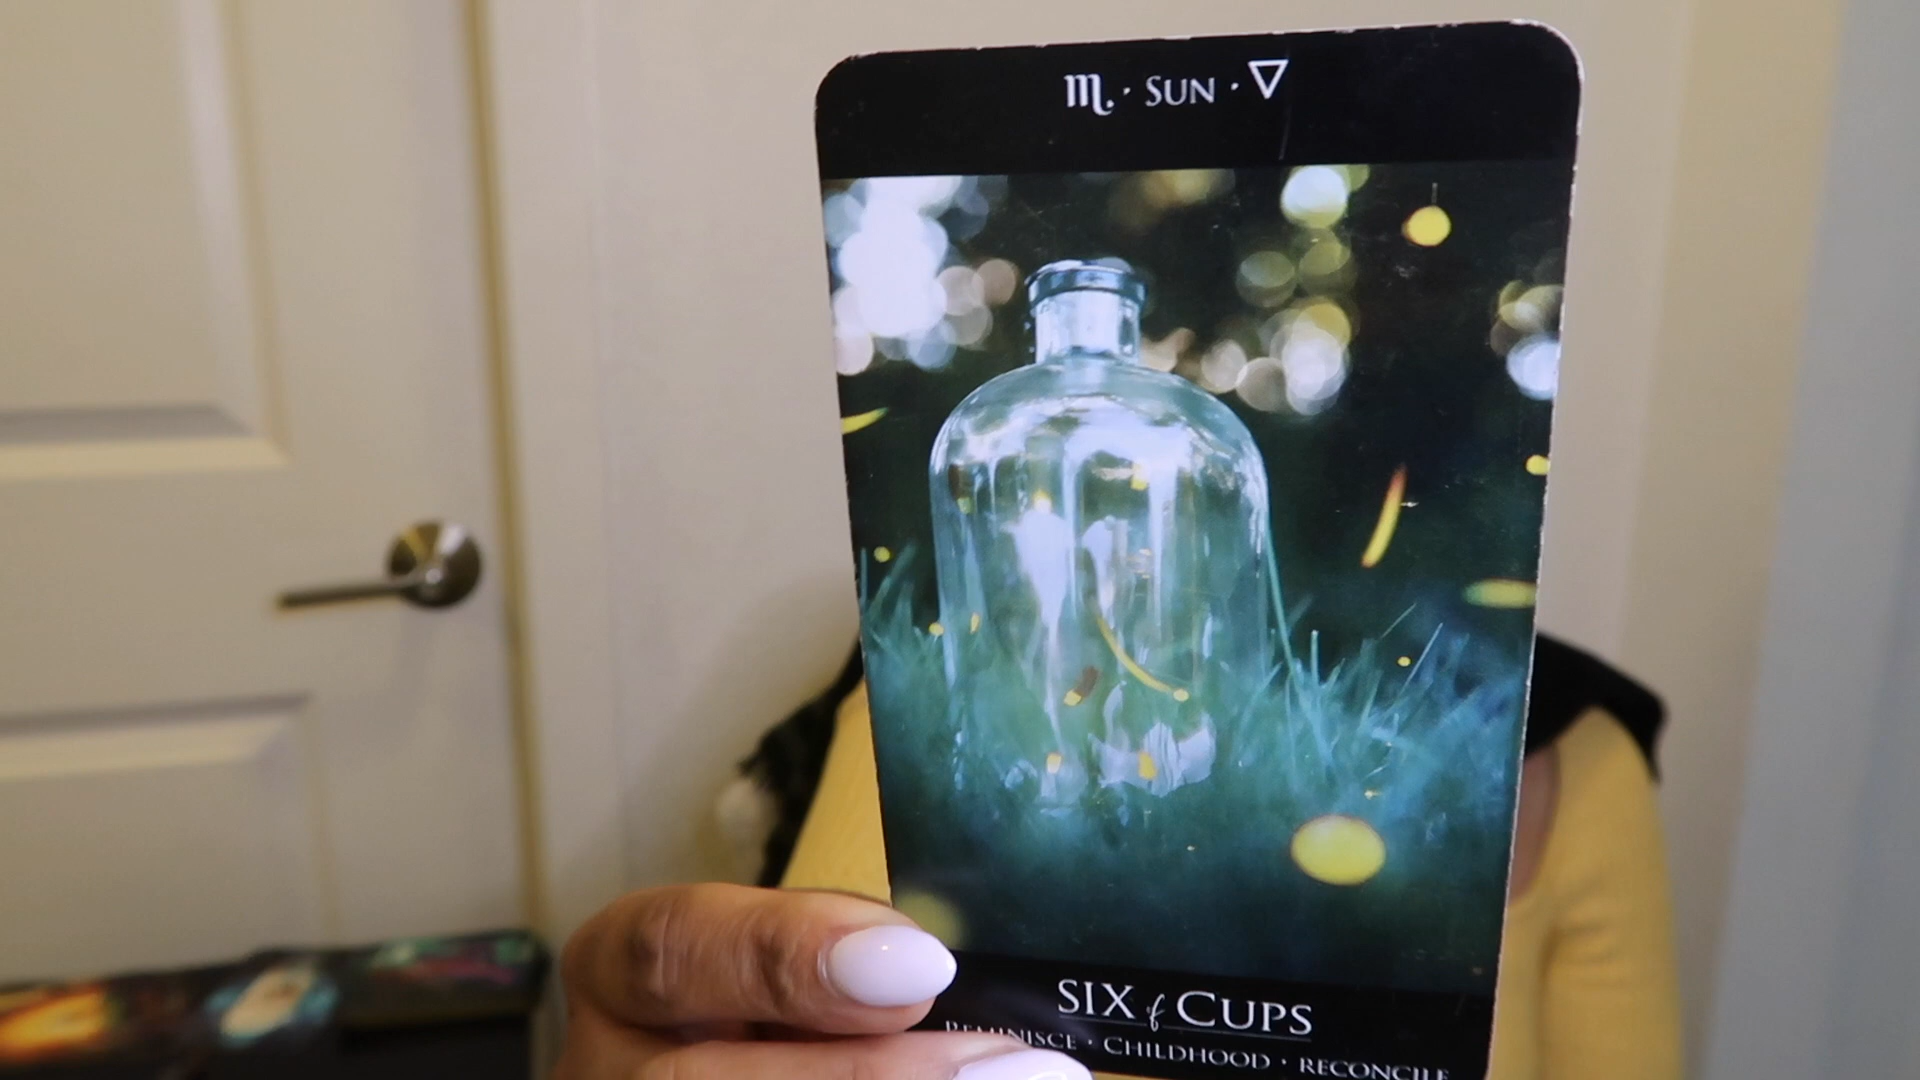 ♏ · SUN · ▽
SIX of CUPS
REMINISCE · CHILDHOOD · RECONCILE